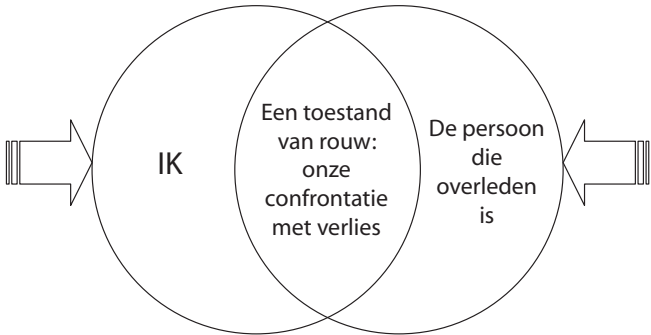 IK
Een toestand
van rouw:
onze
confrontatie
met verlies
De persoon
die
overleden
is